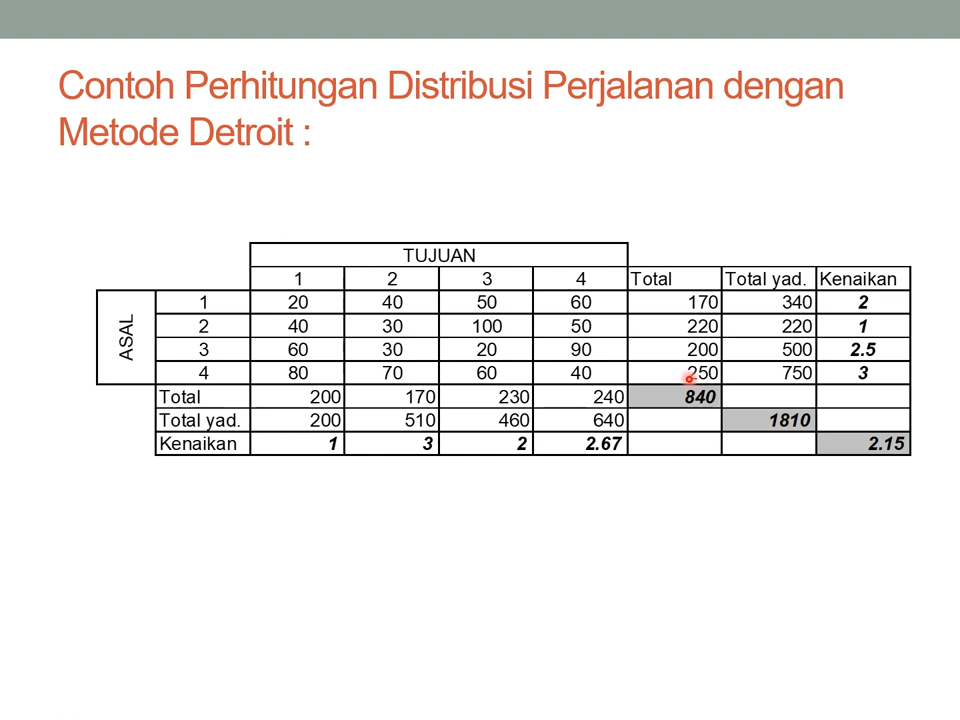 Contoh Perhitungan Distribusi Perjalanan dengan
Metode Detroit :
TUJUAN
1 2 3 4 Total Total yad. Kenaikan
ASAL
1 20 40 50 60 170 340 2
2 40 30 100 50 220 220 1
3 60 30 20 90 200 500 2.5
4 80 70 60 40 250 750 3
Total 200 170 230 240 840
Total yad. 200 510 460 640 1810
Kenaikan 1 3 2 2.67 2.15